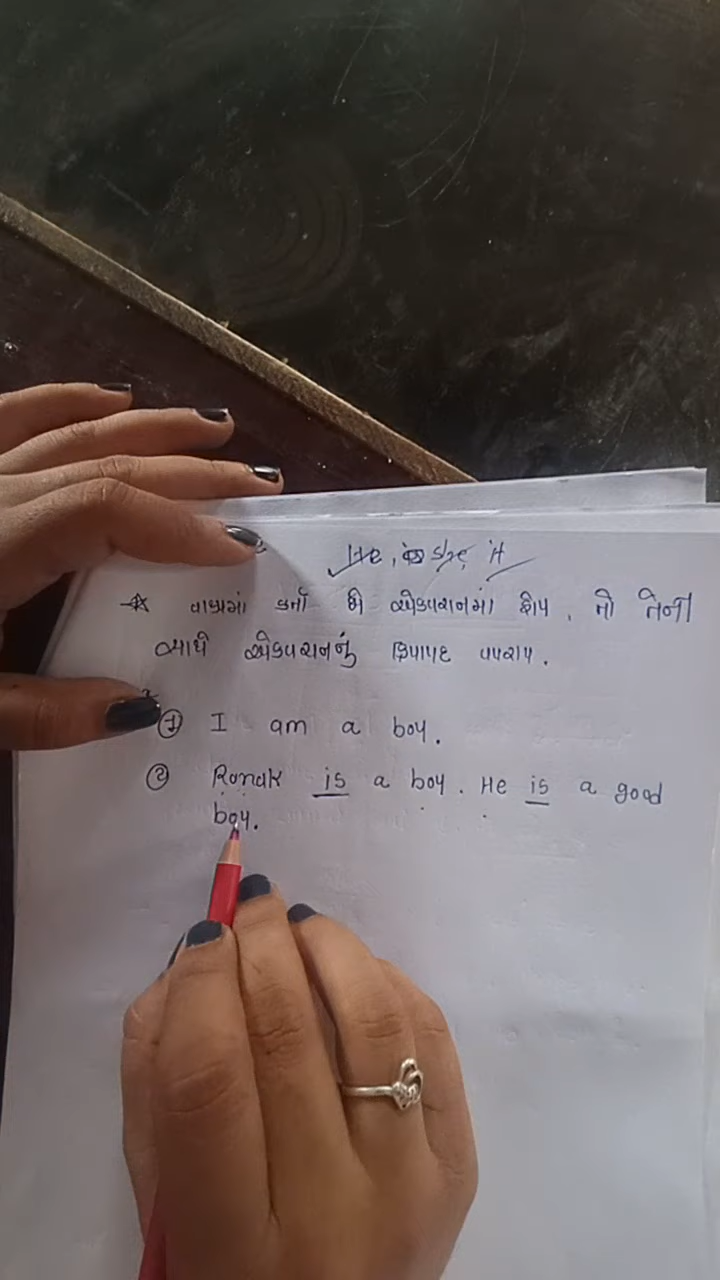 He, she, it
વાક્યમાં કર્તા જો એકવચનમાં હોય, તો તેની
સાથે એકવચનનું ક્રિયાપદ વપરાય.
① I am a boy.
② Ronak is a boy. He is a good
boy.